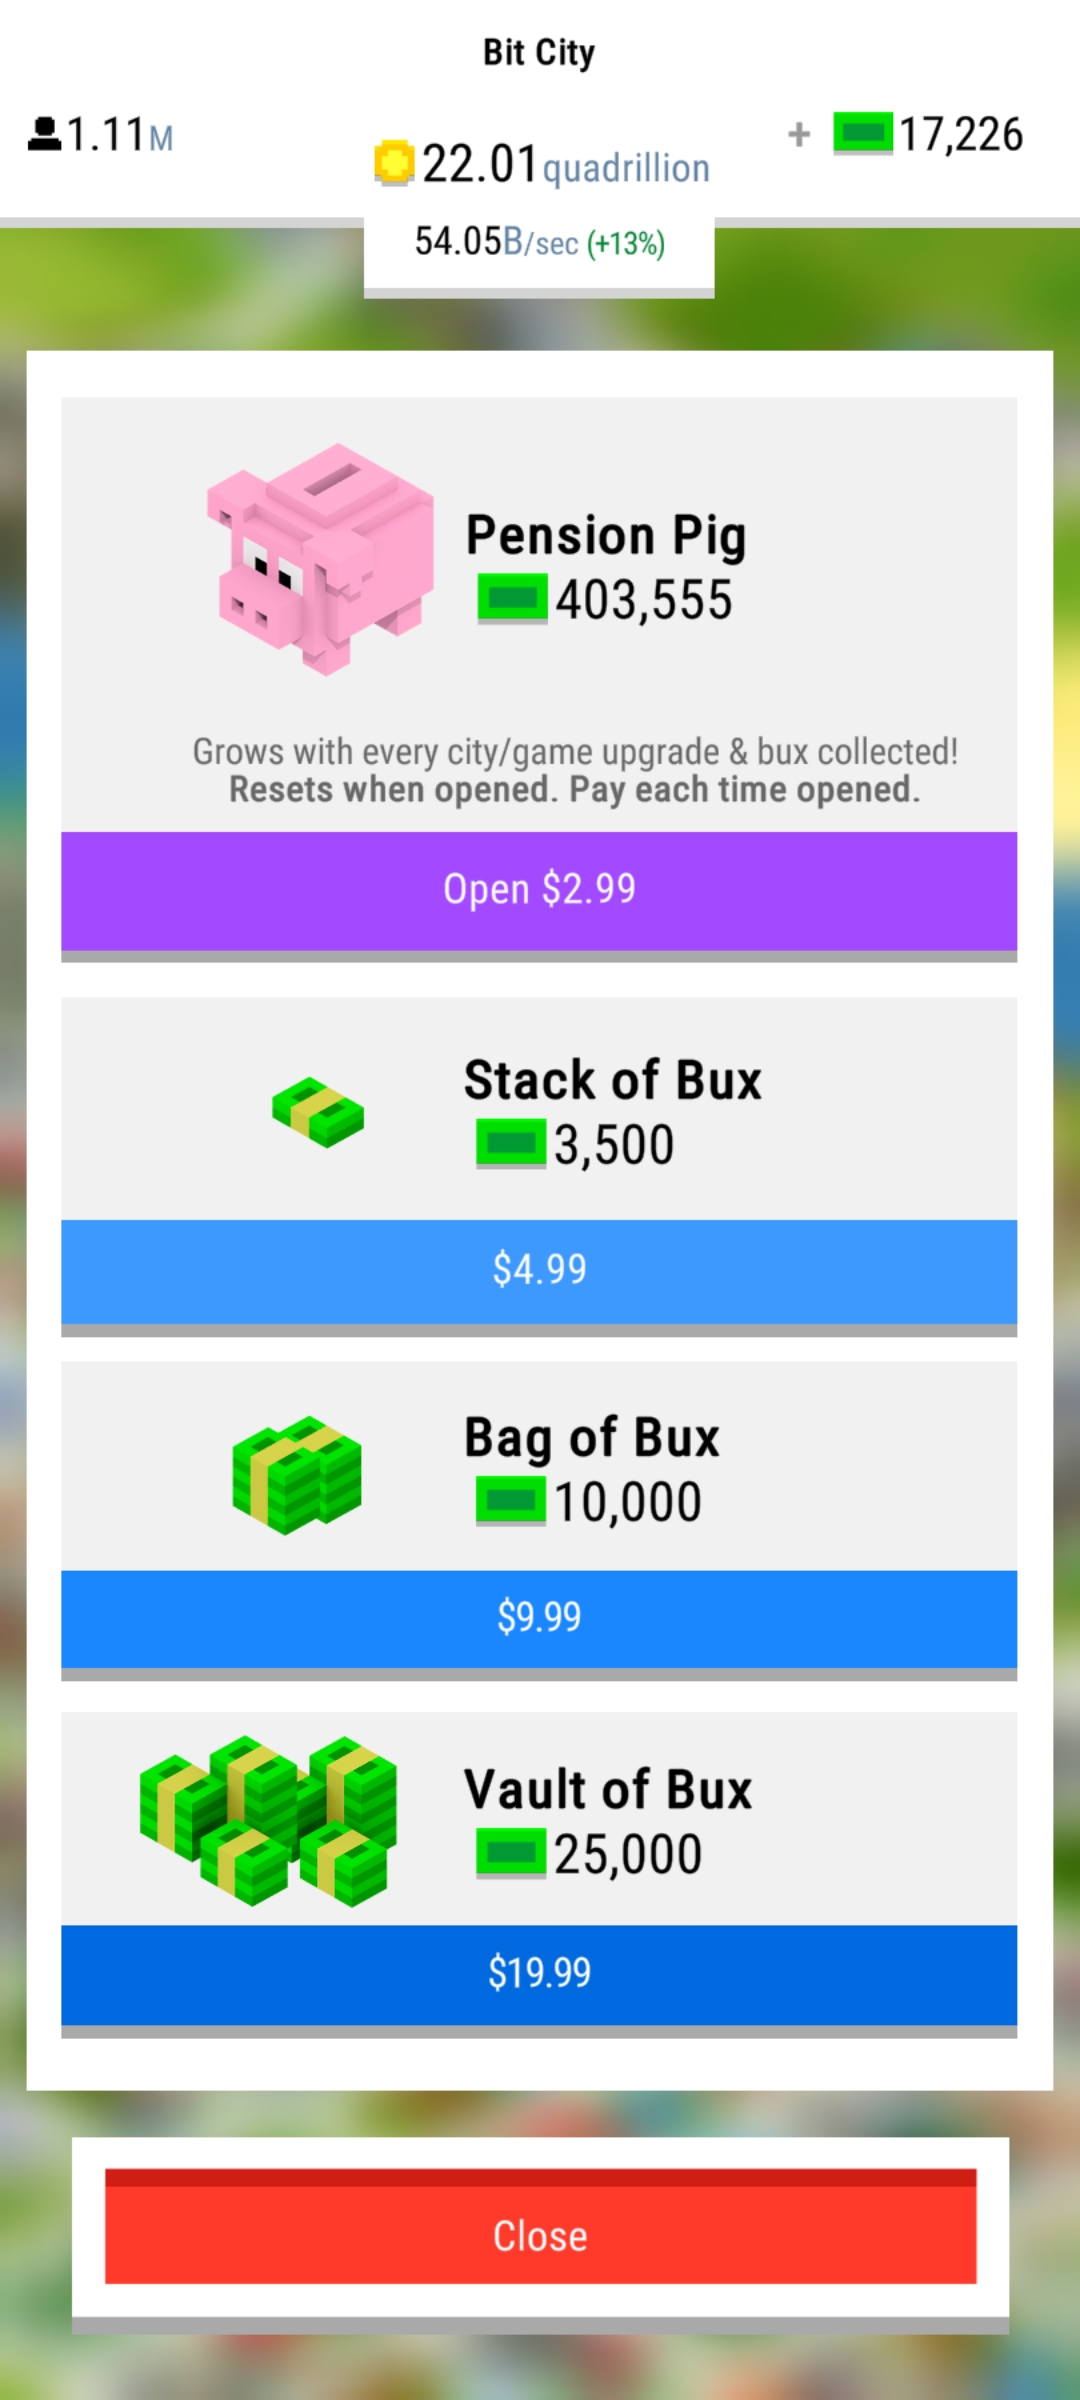 Bit City
1.11M
22.01quadrillion
+ 17,226
54.05B/sec (+13%)
Pension Pig
403,555
Grows with every city/game upgrade & bux collected!
Resets when opened. Pay each time opened.
Open $2.99
Stack of Bux
3,500
$4.99
Bag of Bux
10,000
$9.99
Vault of Bux
25,000
$19.99
Close